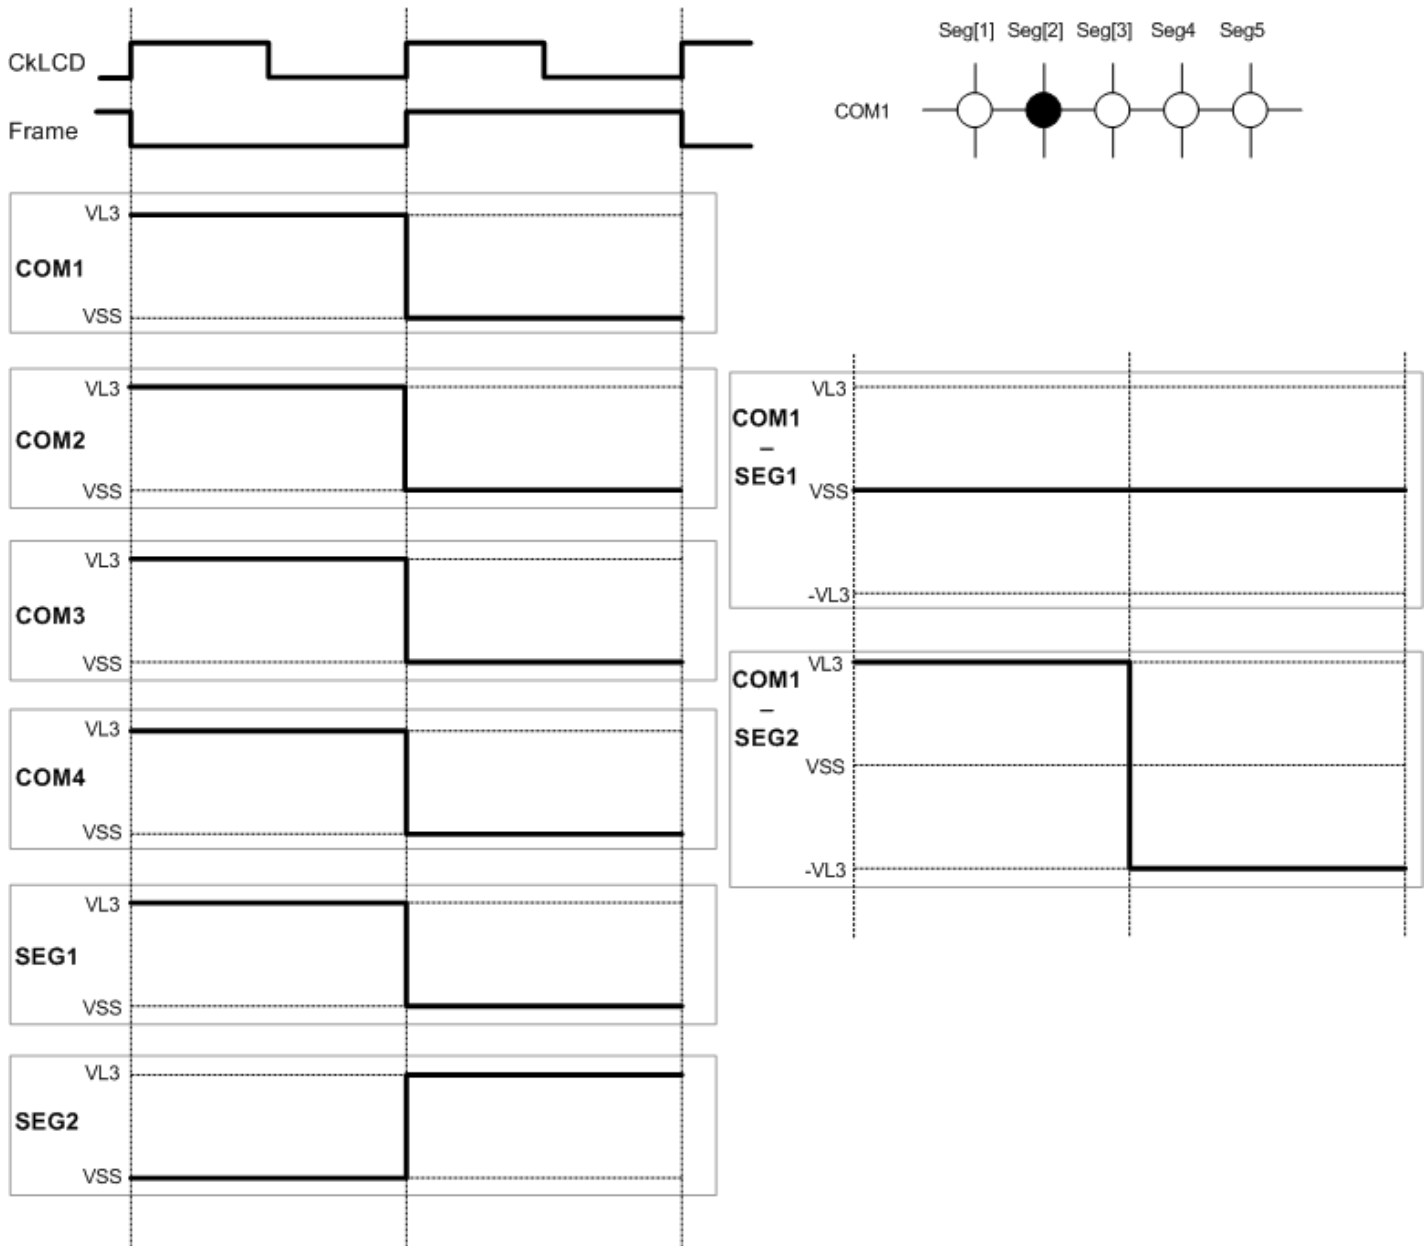 CkLCD
Frame
VL3
COM1
VSS
VL3
COM2
VSS
VL3
COM3
VSS
VL3
COM4
VSS
VL3
SEG1
VSS
VL3
SEG2
VSS
Seg[1] Seg[2] Seg[3] Seg4 Seg5
COM1
VL3
COM1
–
SEG1
VSS
-VL3
VL3
COM1
–
SEG2
VSS
-VL3